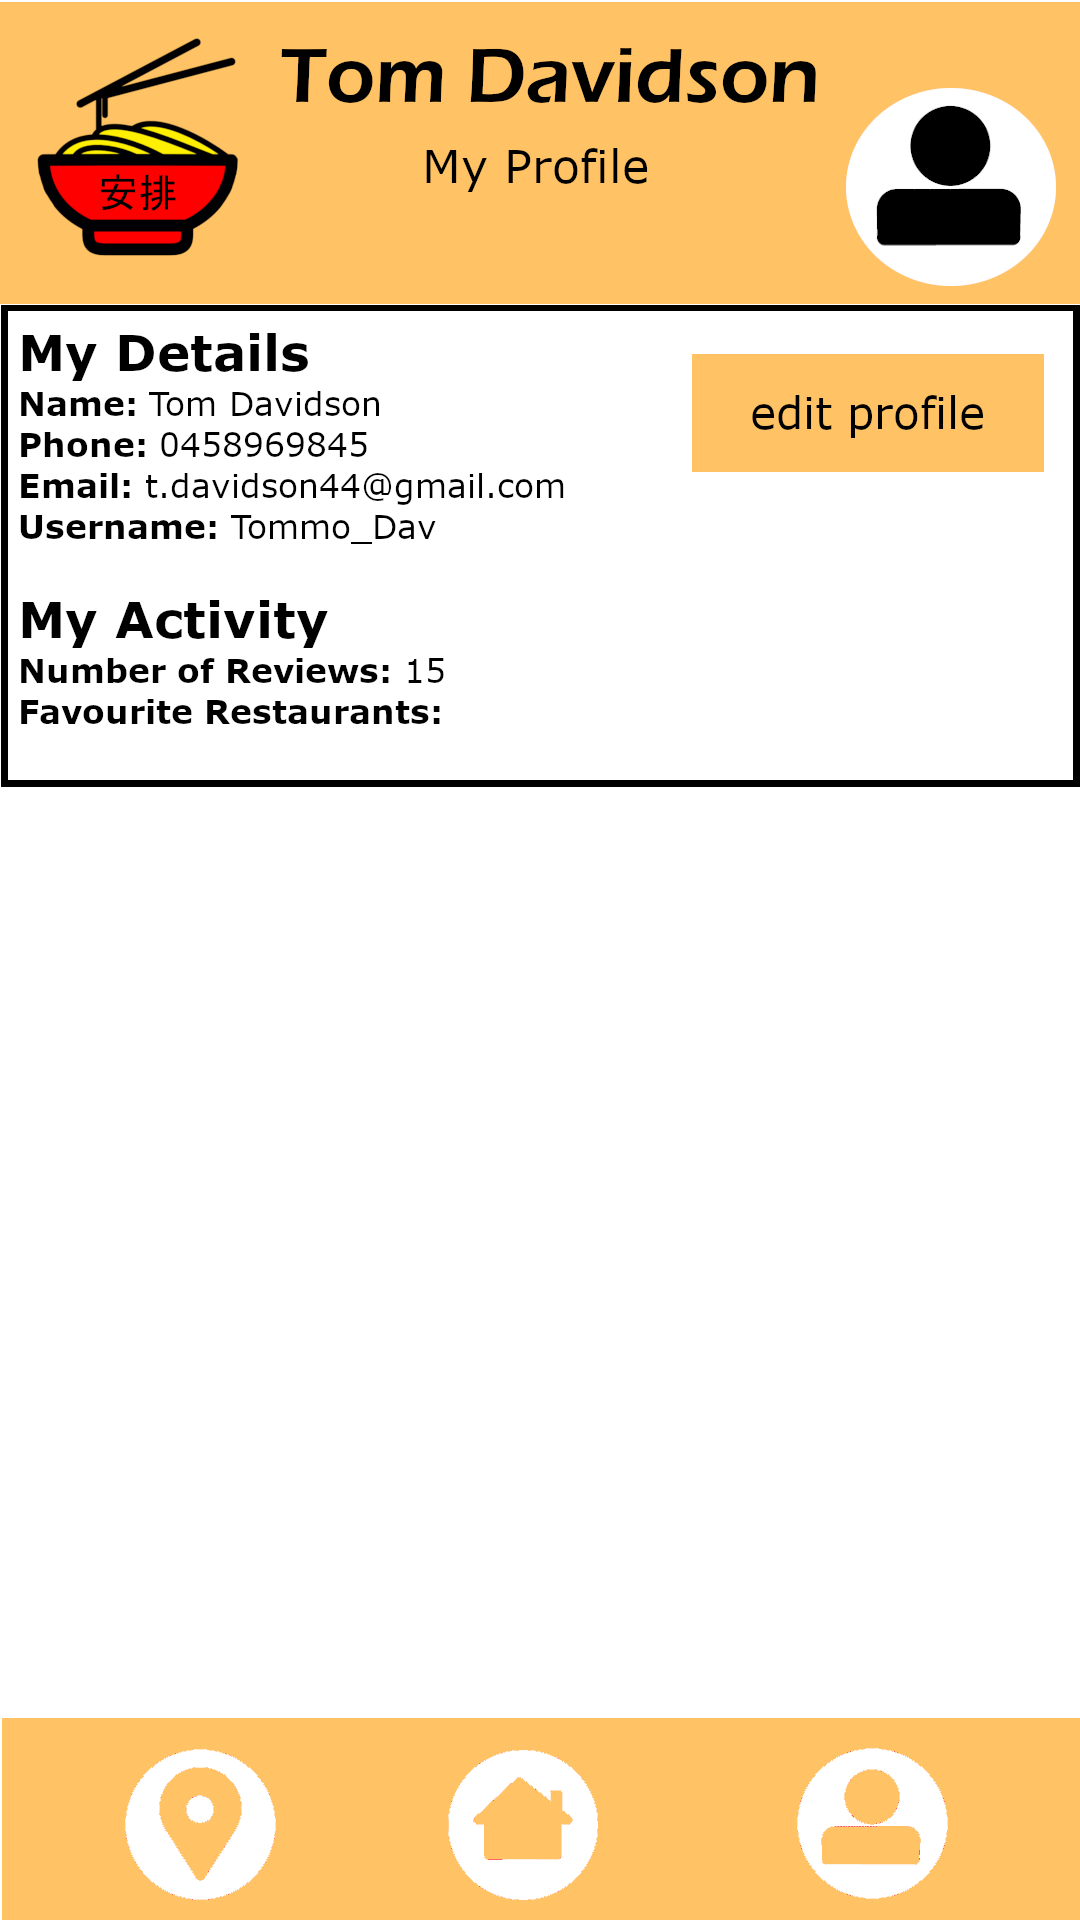 Tom Davidson
My Profile
安排
My Details
Name: Tom Davidson
Phone: 0458969845
Email: t.davidson44@gmail.com
Username: Tommo_Dav
edit profile
My Activity
Number of Reviews: 15
Favourite Restaurants: